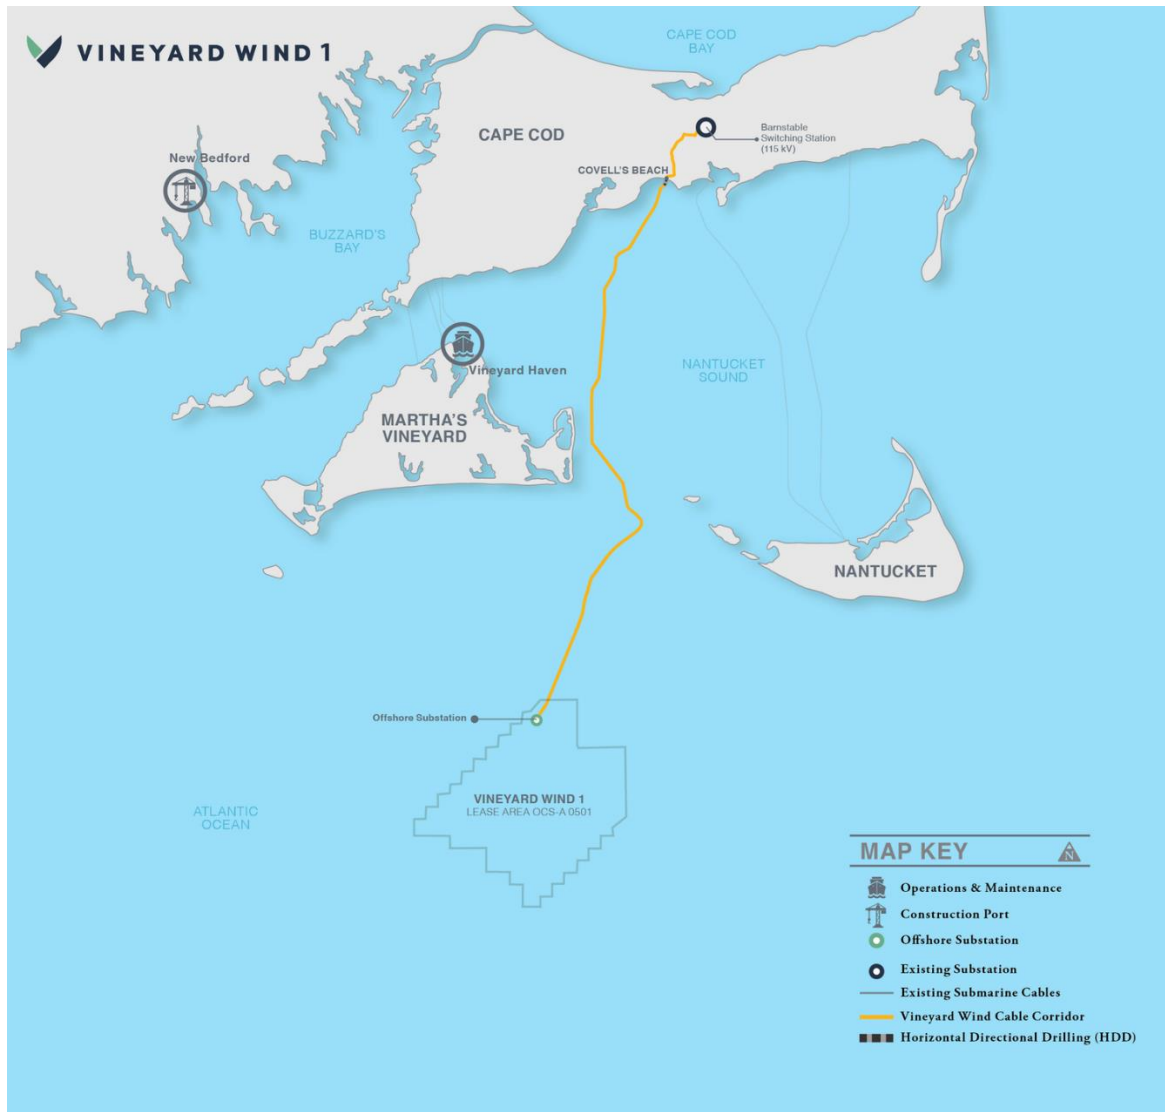 VINEYARD WIND 1
CAPE COD
BAY
CAPE COD
Barnstable
Switching Station
(115 kV)
New Bedford
COVELL'S BEACH
BUZZARD'S
BAY
Vineyard Haven
NANTUCKET
SOUND
MARTHA'S
VINEYARD
NANTUCKET
Offshore Substation
VINEYARD WIND 1
LEASE AREA OCS-A 0501
ATLANTIC
OCEAN
MAP KEY
N
Operations & Maintenance
Construction Port
Offshore Substation
Existing Substation
Existing Submarine Cables
Vineyard Wind Cable Corridor
Horizontal Directional Drilling (HDD)